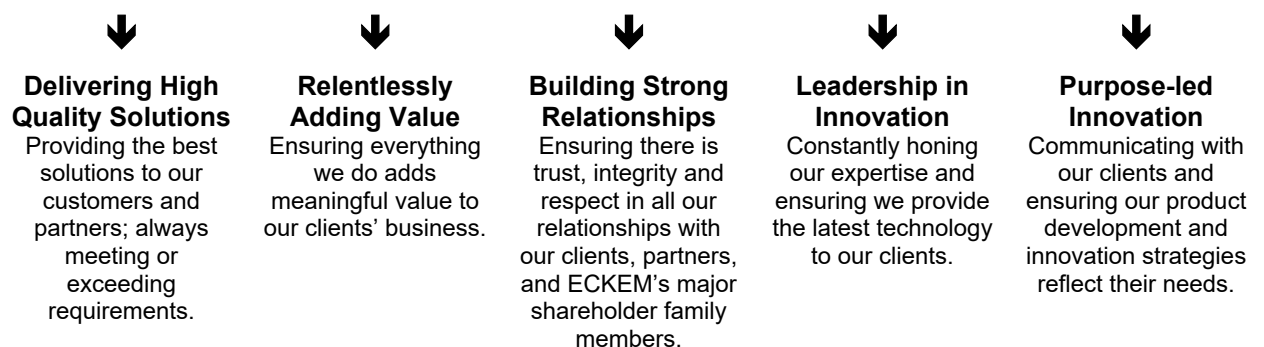 Delivering High
Quality Solutions
Providing the best
solutions to our
customers and
partners; always
meeting or
exceeding
requirements.
Relentlessly
Adding Value
Ensuring everything
we do adds
meaningful value to
our clients’ business.
Building Strong
Relationships
Ensuring there is
trust, integrity and
respect in all our
relationships with
our clients, partners,
and ECKEM’s major
shareholder family
members.
Leadership in
Innovation
Constantly honing
our expertise and
ensuring we provide
the latest technology
to our clients.
Purpose-led
Innovation
Communicating with
our clients and
ensuring our product
development and
innovation strategies
reflect their needs.